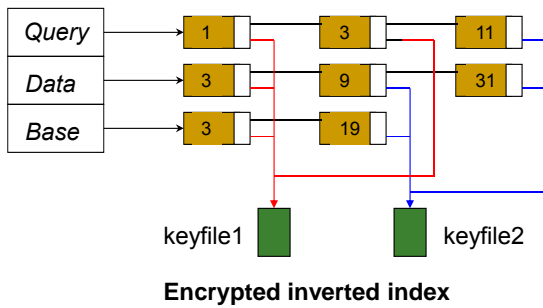 Query 1 3 11
Data 3 9 31
Base 3 19
keyfile1 keyfile2
Encrypted inverted index